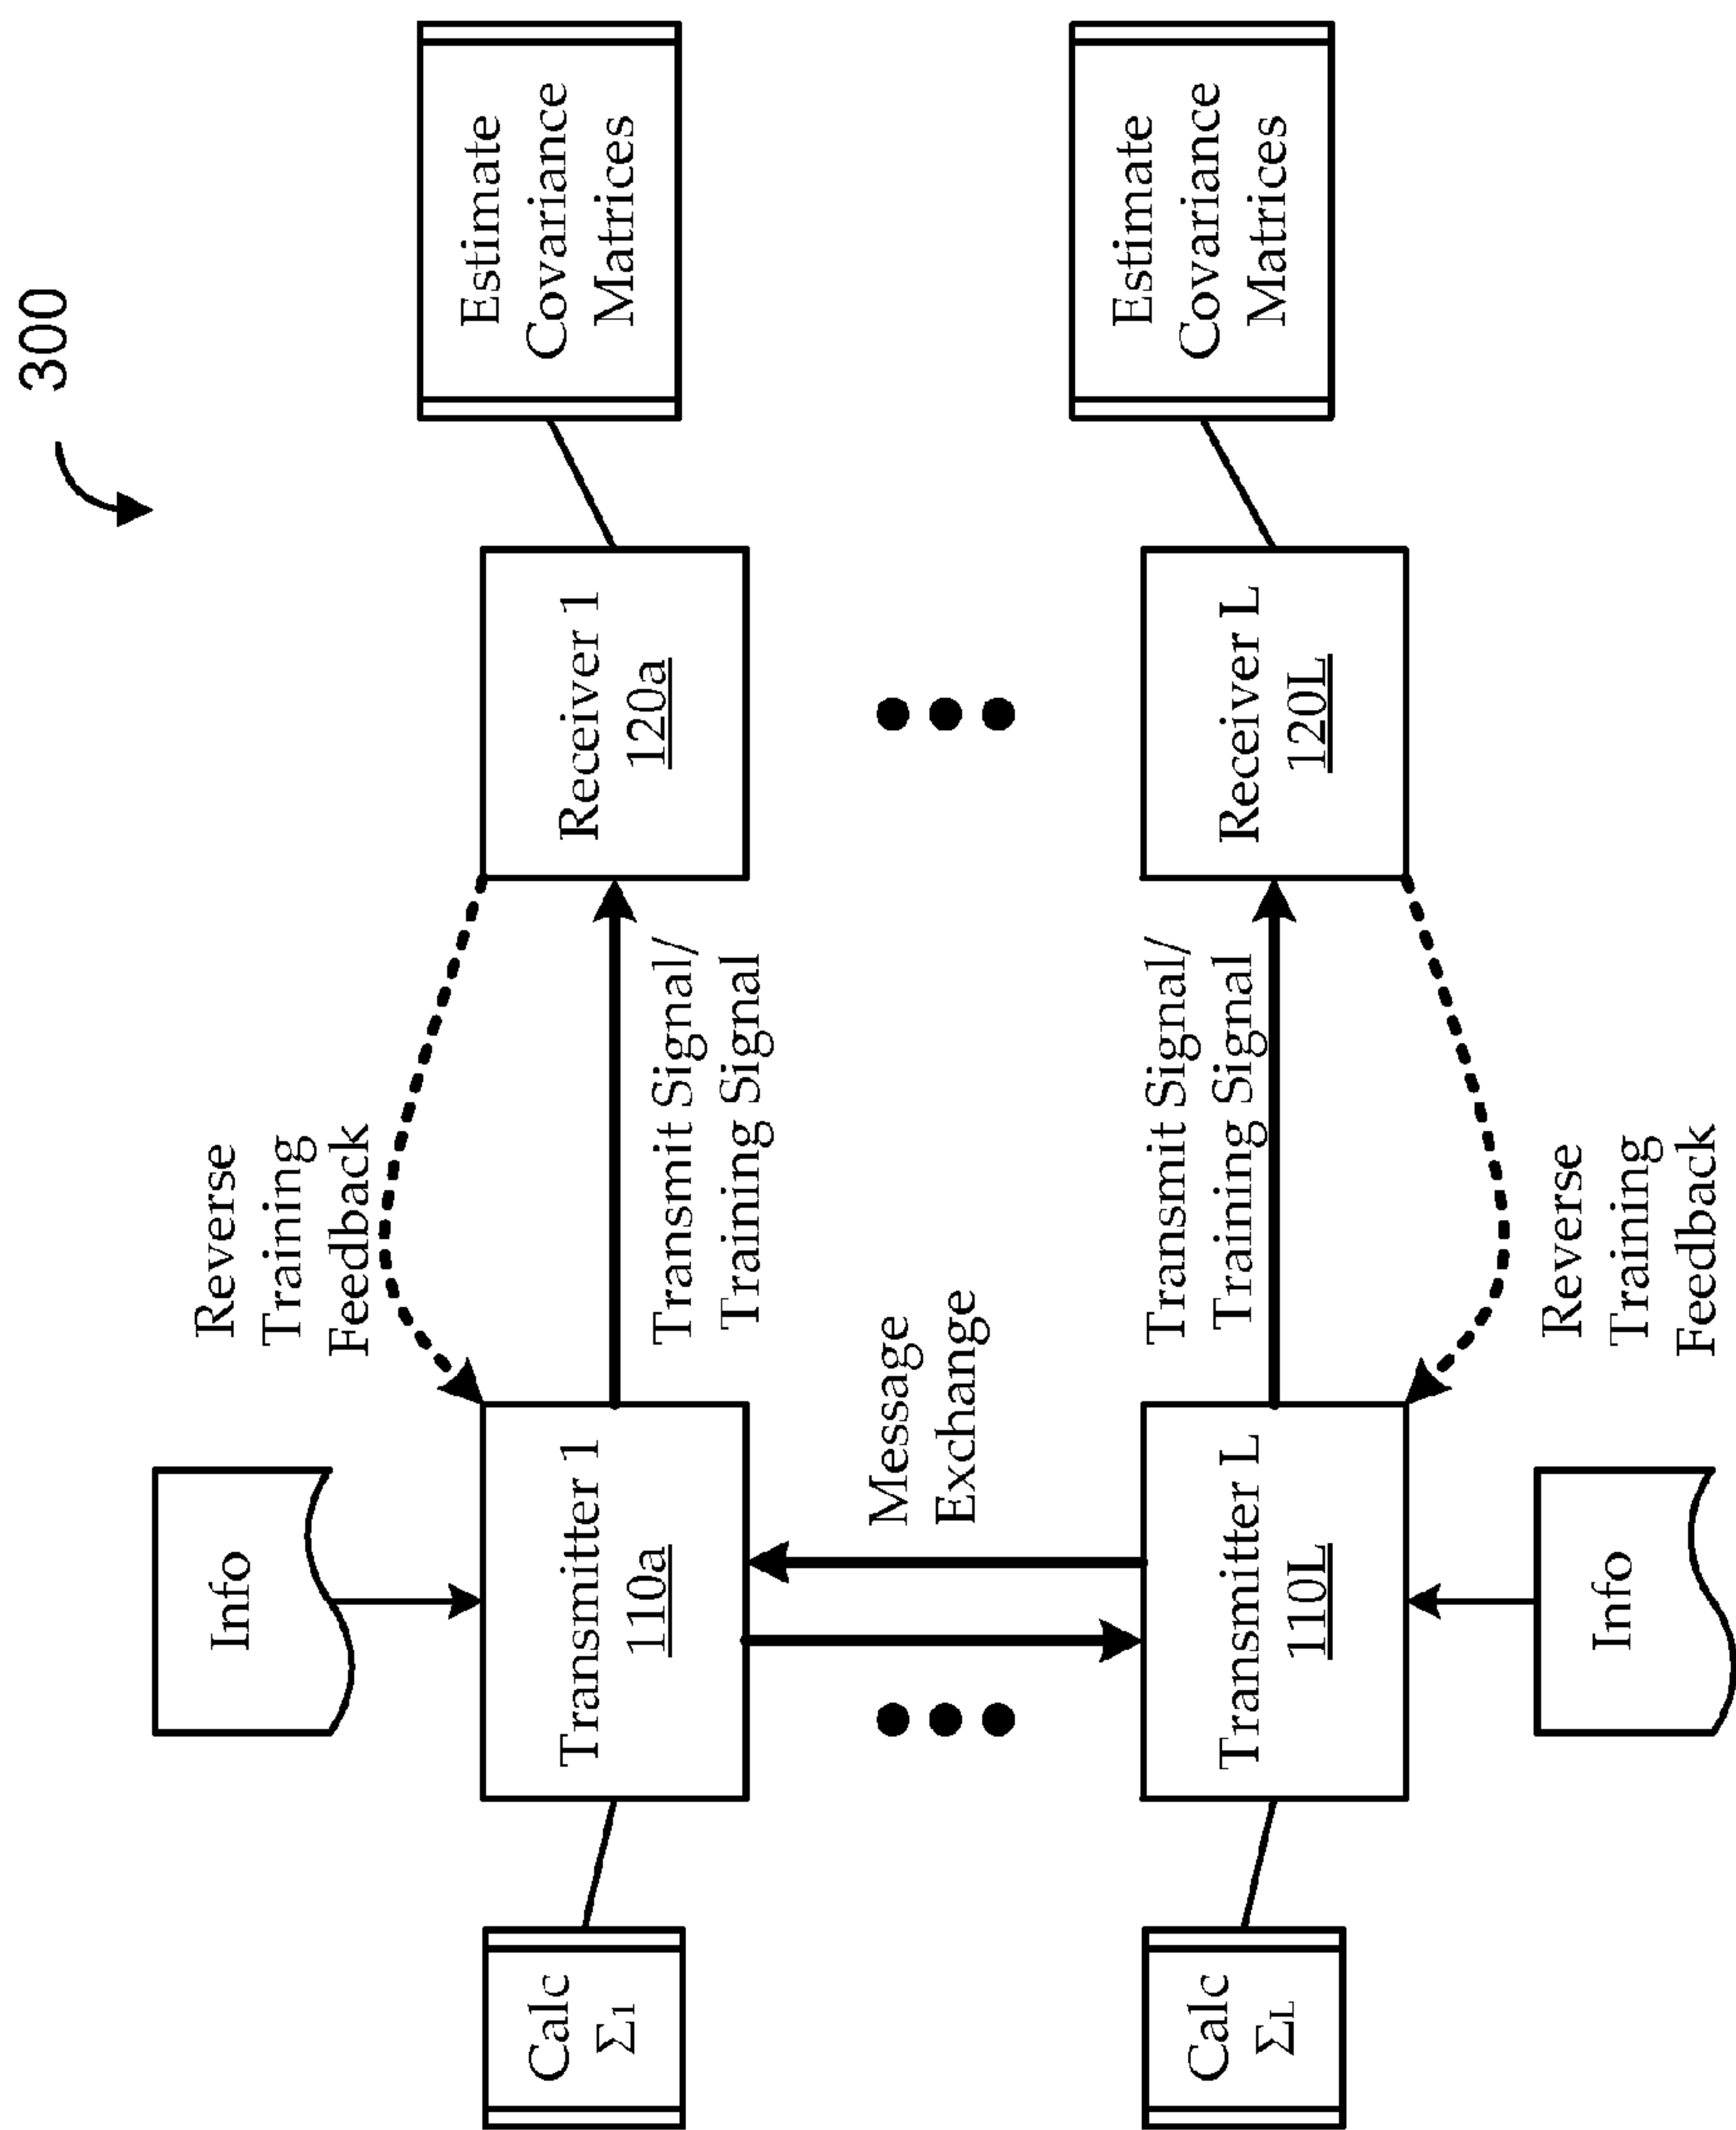 300
Info
Reverse
Training
Feedback
Calc
Σ1
Transmitter 1
110a
Transmit Signal/
Training Signal
Receiver 1
120a
Estimate
Covariance
Matrices
Message
Exchange
Calc
ΣL
Transmitter L
110L
Transmit Signal/
Training Signal
Receiver L
120L
Estimate
Covariance
Matrices
Info
Reverse
Training
Feedback